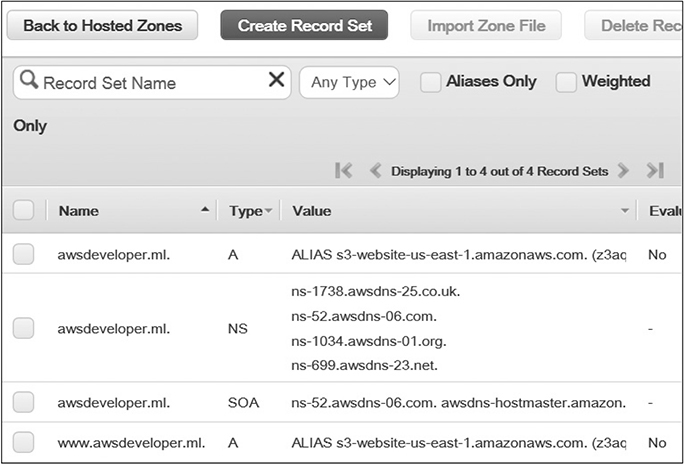 Back to Hosted Zones Create Record Set Import Zone File Delete Rec
Record Set Name Any Type Aliases Only Weighted
Only
Displaying 1 to 4 out of 4 Record Sets
Name Type Value Evalu
awsdeveloper.ml. A ALIAS s3-website-us-east-1.amazonaws.com. (z3aq No
ns-1738.awsdns-25.co.uk.
ns-52.awsdns-06.com.
awsdeveloper.ml. NS -
ns-1034.awsdns-01.org.
ns-699.awsdns-23.net.
awsdeveloper.ml. SOA ns-52.awsdns-06.com. awsdns-hostmaster.amazon. -
www.awsdeveloper.ml. A ALIAS s3-website-us-east-1.amazonaws.com. (z3aq No